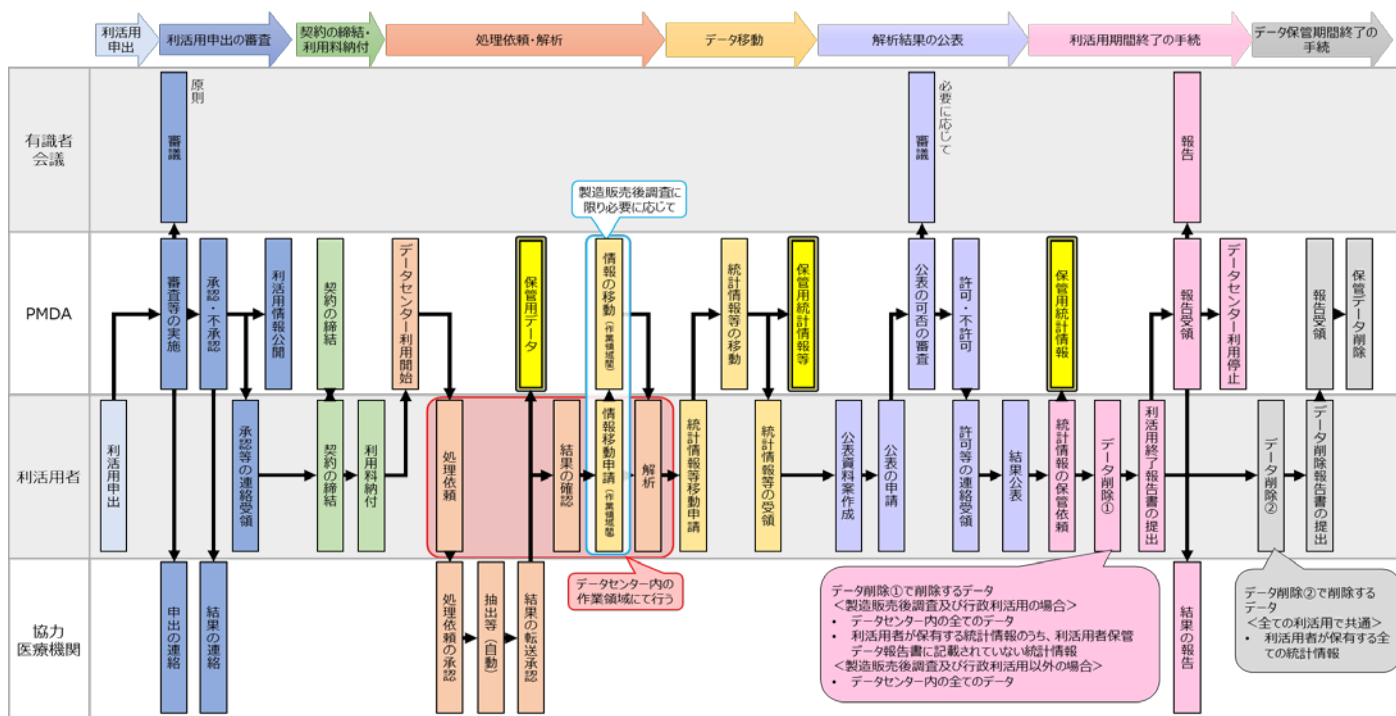 利活用
申出
利活用申出の審査
契約の締結・
利用料納付
処理依頼・解析
データ移動
解析結果の公表
利活用期間終了の手続
データ保管期間終了の
手続
有識者
会議
審議
原則
審議
必要に応じて
報告
製造販売後調査に
限り必要に応じて
PMDA
審査等の実施
承認・不承認
利活用情報公開
契約の締結
データセンター利用開始
保管用データ
情報の移動(作業領域間)
統計情報等の移動
保管用統計情報等
公表の可否の審査
許可・不許可
保管用統計情報
報告受領
データセンター利用停止
報告受領
保管データ削除
利活用者
利活用申出
承認等の連絡受領
契約の締結
利用料納付
処理依頼
結果の確認
情報移動申請(作業領域間)
解析
統計情報等移動申請
統計情報等の受領
公表資料案作成
公表の申請
許可等の連絡受領
結果公表
統計情報の保管依頼
データ削除①
利活用終了報告書の提出
データ削除②
データ削除報告書の提出
データセンター内の
作業領域にて行う
協力
医療機関
申出の連絡
結果の連絡
処理依頼の承認
抽出等(自動)
結果の転送承認
結果の報告
データ削除①で削除するデータ
<製造販売後調査及び行政利活用の場合>
• データセンター内の全てのデータ
• 利活用者が保有する統計情報のうち、利活用者保管
データ報告書に記載されていない統計情報
<製造販売後調査及び行政利活用以外の場合>
• データセンター内の全てのデータ
データ削除②で削除する
データ
<全ての利活用で共通>
• 利活用者が保有する全
ての統計情報